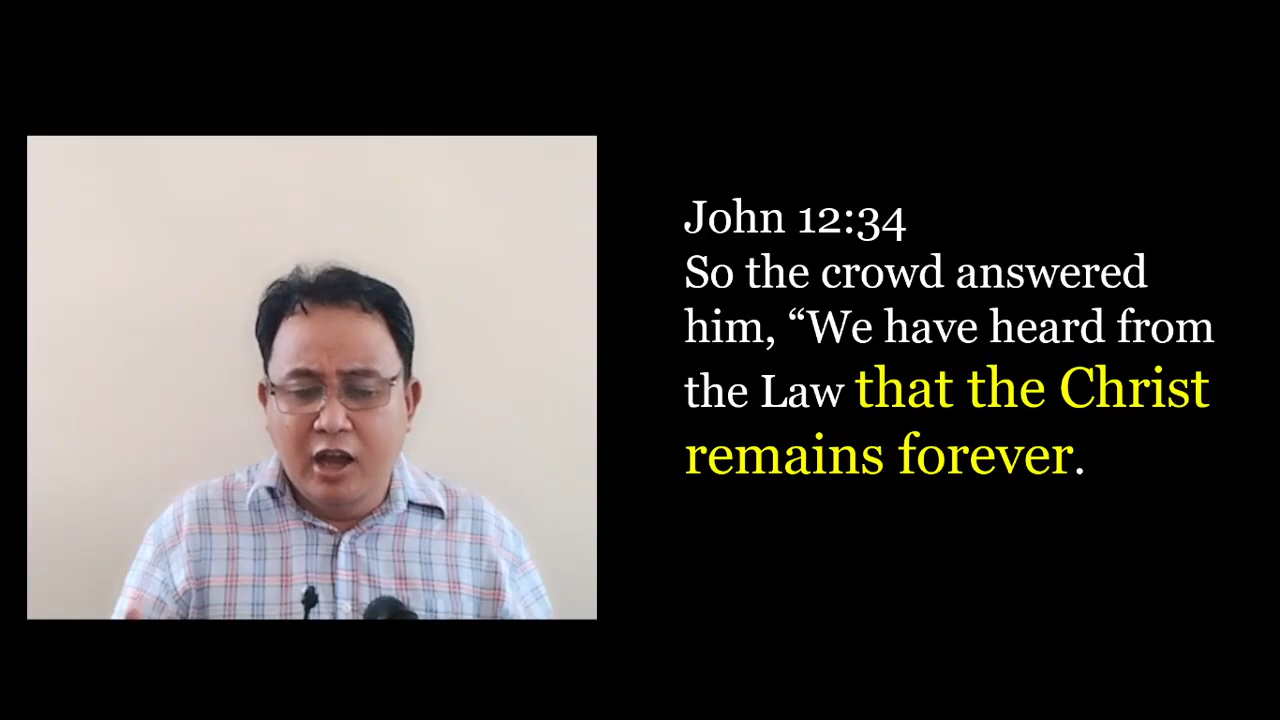 John 12:34
So the crowd answered
him, “We have heard from
the Law that the Christ
remains forever.